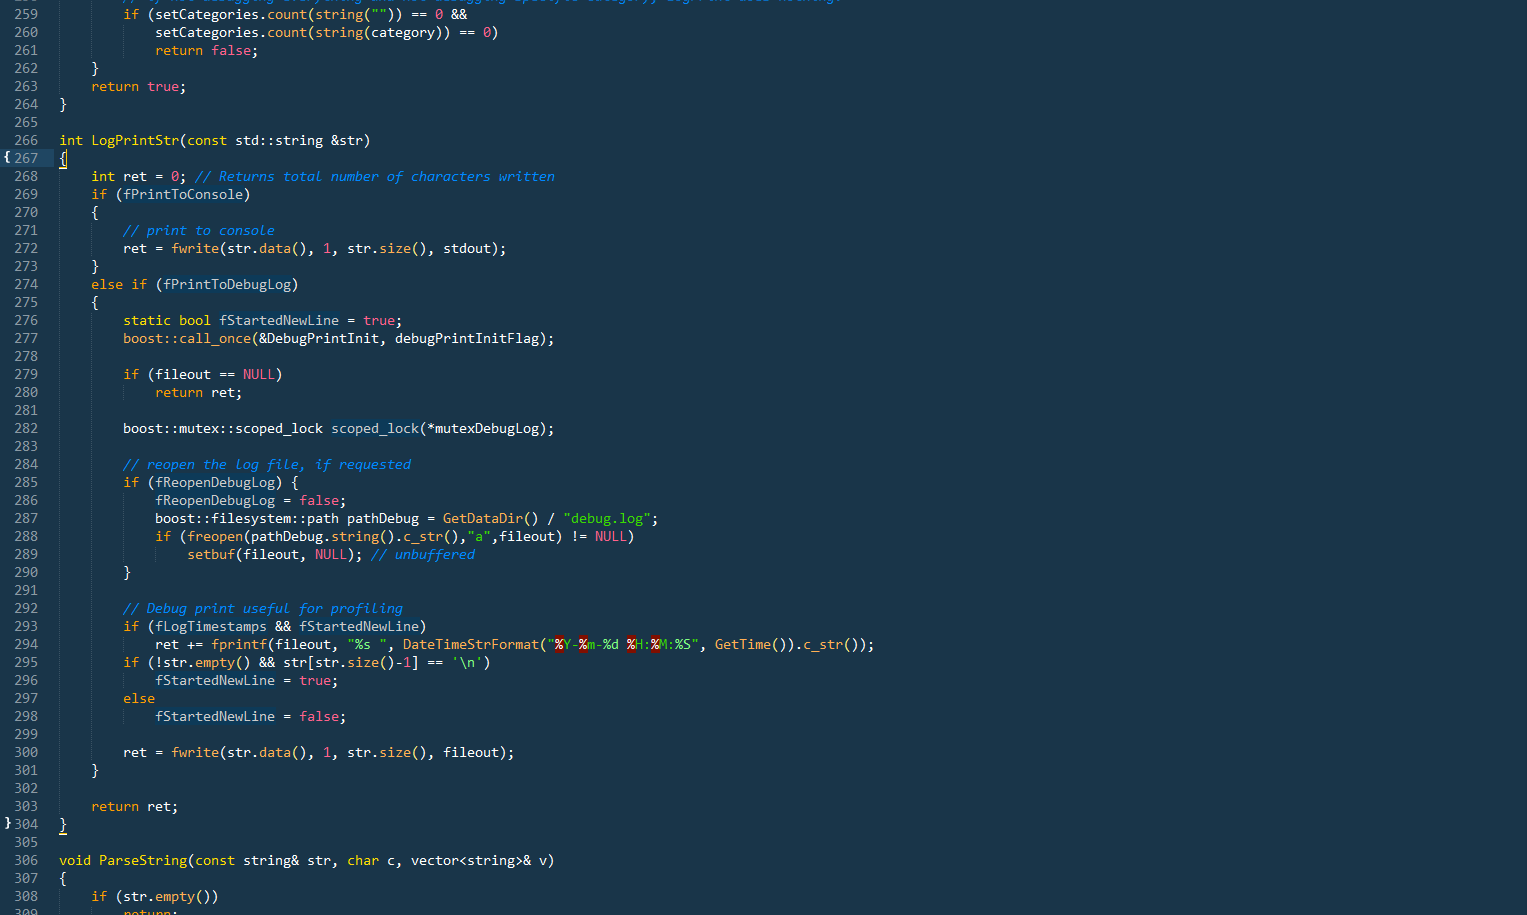 259 if (setCategories.count(string("")) == 0 &&
260 setCategories.count(string(category)) == 0)
261 return false;
262 }
263 return true;
264 }
265
266 int LogPrintStr(const std::string &str)
{ 267 {
268 int ret = 0; // Returns total number of characters written
269 if (fPrintToConsole)
270 {
271 // print to console
272 ret = fwrite(str.data(), 1, str.size(), stdout);
273 }
274 else if (fPrintToDebugLog)
275 {
276 static bool fStartedNewLine = true;
277 boost::call_once(&DebugPrintInit, debugPrintInitFlag);
278
279 if (fileout == NULL)
280 return ret;
281
282 boost::mutex::scoped_lock scoped_lock(*mutexDebugLog);
283
284 // reopen the log file, if requested
285 if (fReopenDebugLog) {
286 fReopenDebugLog = false;
287 boost::filesystem::path pathDebug = GetDataDir() / "debug.log";
288 if (freopen(pathDebug.string().c_str(),"a",fileout) != NULL)
289 setbuf(fileout, NULL); // unbuffered
290 }
291
292 // Debug print useful for profiling
293 if (fLogTimestamps && fStartedNewLine)
294 ret += fprintf(fileout, "%s ", DateTimeStrFormat("%Y-%m-%d %H:%M:%S", GetTime()).c_str());
295 if (!str.empty() && str[str.size()-1] == '\n')
296 fStartedNewLine = true;
297 else
298 fStartedNewLine = false;
299
300 ret = fwrite(str.data(), 1, str.size(), fileout);
301 }
302
303 return ret;
} 304 }
305
306 void ParseString(const string& str, char c, vector<string>& v)
307 {
308 if (str.empty())
309 return;